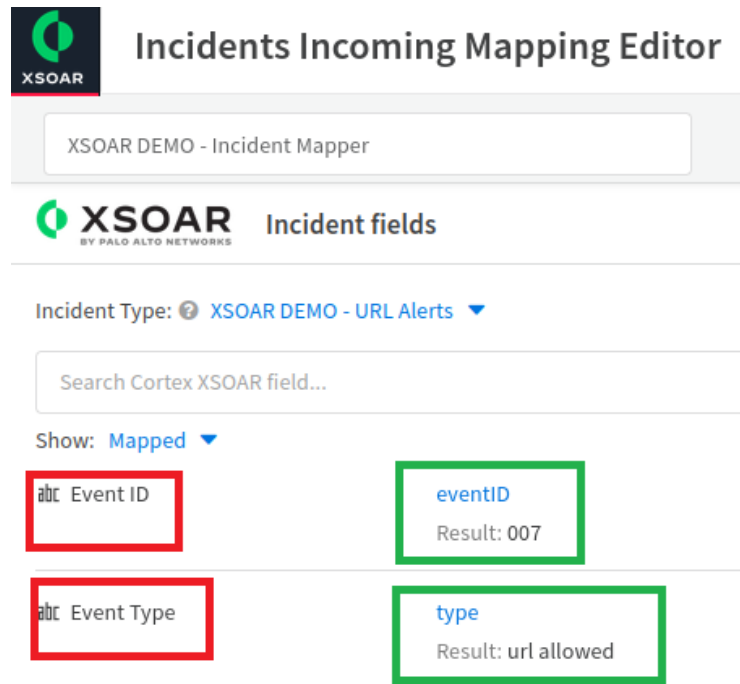 XSOAR
Incidents Incoming Mapping Editor
XSOAR DEMO - Incident Mapper
XSOAR
BY PALO ALTO NETWORKS
Incident fields
Incident Type: ? XSOAR DEMO - URL Alerts
Search Cortex XSOAR field...
Show: Mapped
abc Event ID
eventID
Result: 007
abc Event Type
type
Result: url allowed